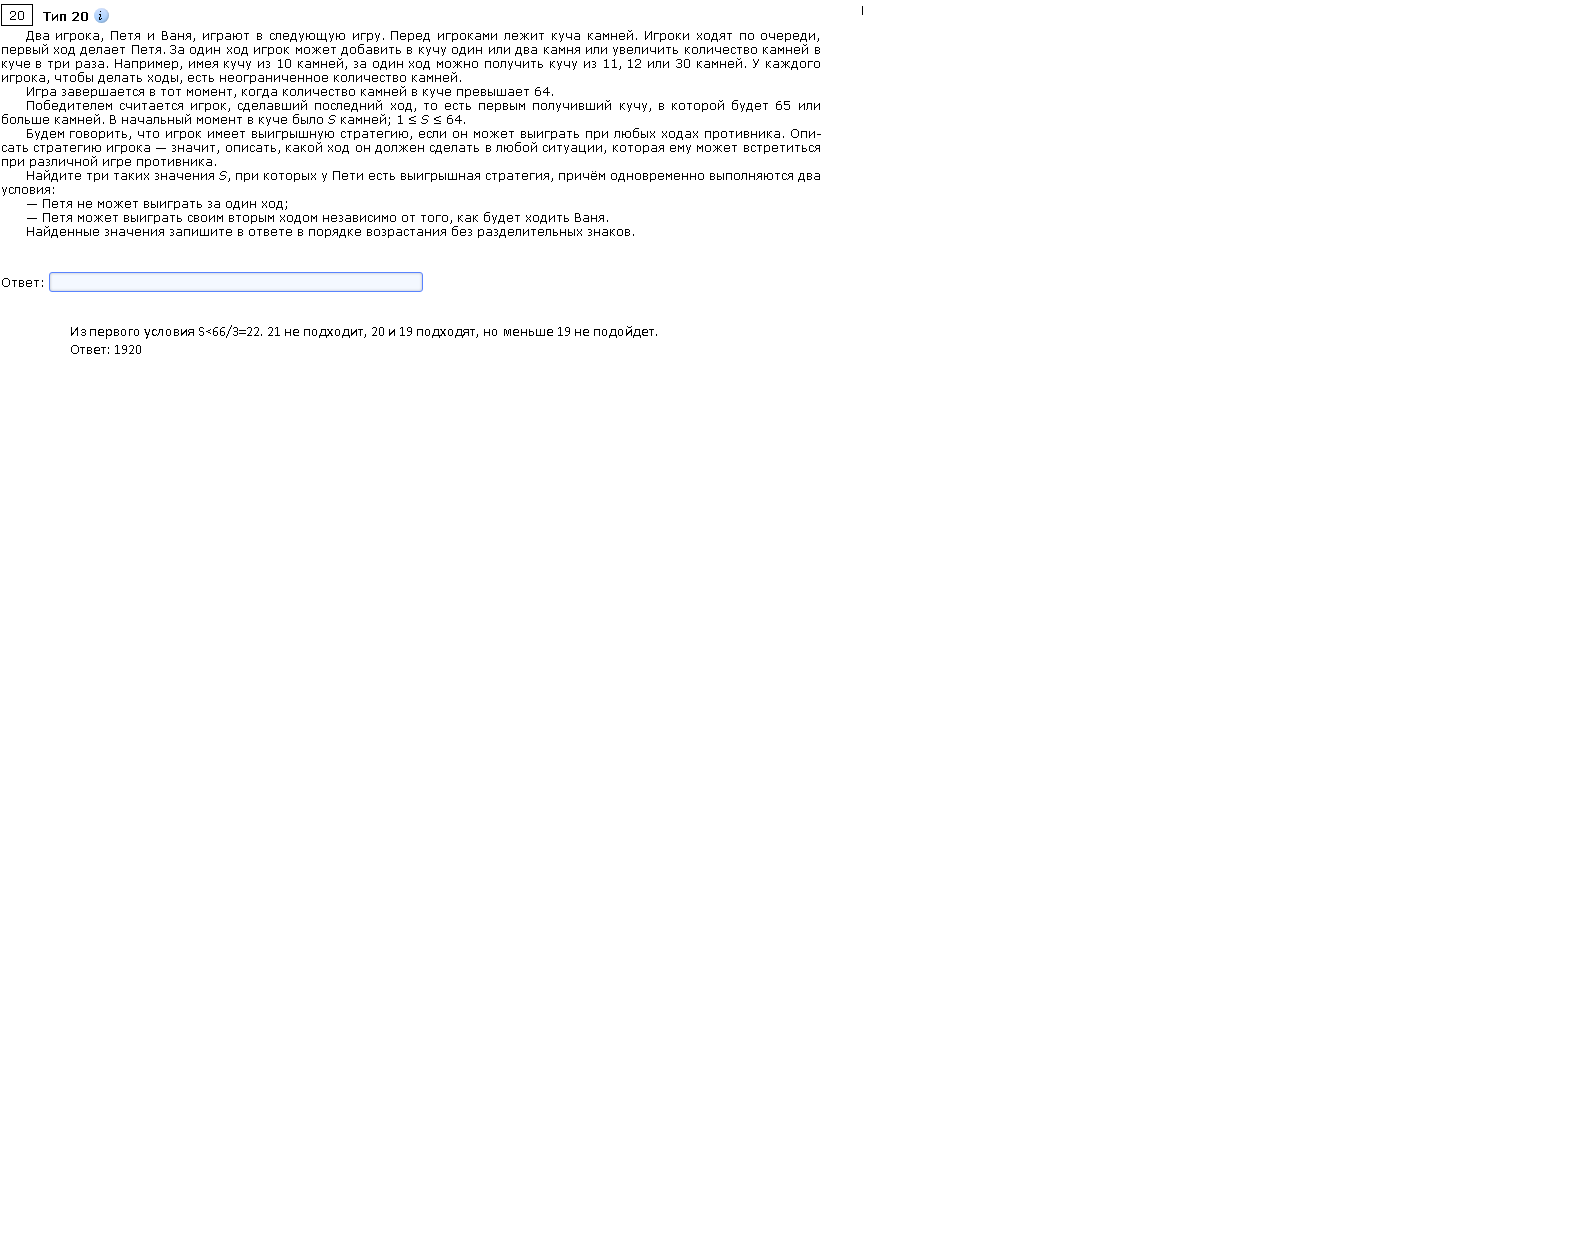 20 Тип 20 i
Два игрока, Петя и Ваня, играют в следующую игру. Перед игроками лежит куча камней. Игроки ходят по очереди,
первый ход делает Петя. За один ход игрок может добавить в кучу один или два камня или увеличить количество камней в
куче в три раза. Например, имея кучу из 10 камней, за один ход можно получить кучу из 11, 12 или 30 камней. У каждого
игрока, чтобы делать ходы, есть неограниченное количество камней.
Игра завершается в тот момент, когда количество камней в куче превышает 64.
Победителем считается игрок, сделавший последний ход, то есть первым получивший кучу, в которой будет 65 или
больше камней. В начальный момент в куче было S камней; 1 ≤ S ≤ 64.
Будем говорить, что игрок имеет выигрышную стратегию, если он может выиграть при любых ходах противника. Опи-
сать стратегию игрока — значит, описать, какой ход он должен сделать в любой ситуации, которая ему может встретиться
при различной игре противника.
Найдите три таких значения S, при которых у Пети есть выигрышная стратегия, причём одновременно выполняются два
условия:
— Петя не может выиграть за один ход;
— Петя может выиграть своим вторым ходом независимо от того, как будет ходить Ваня.
Найденные значения запишите в ответе в порядке возрастания без разделительных знаков.
Ответ:
Из первого условия S<66/3=22. 21 не подходит, 20 и 19 подходят, но меньше 19 не подойдет.
Ответ: 1920